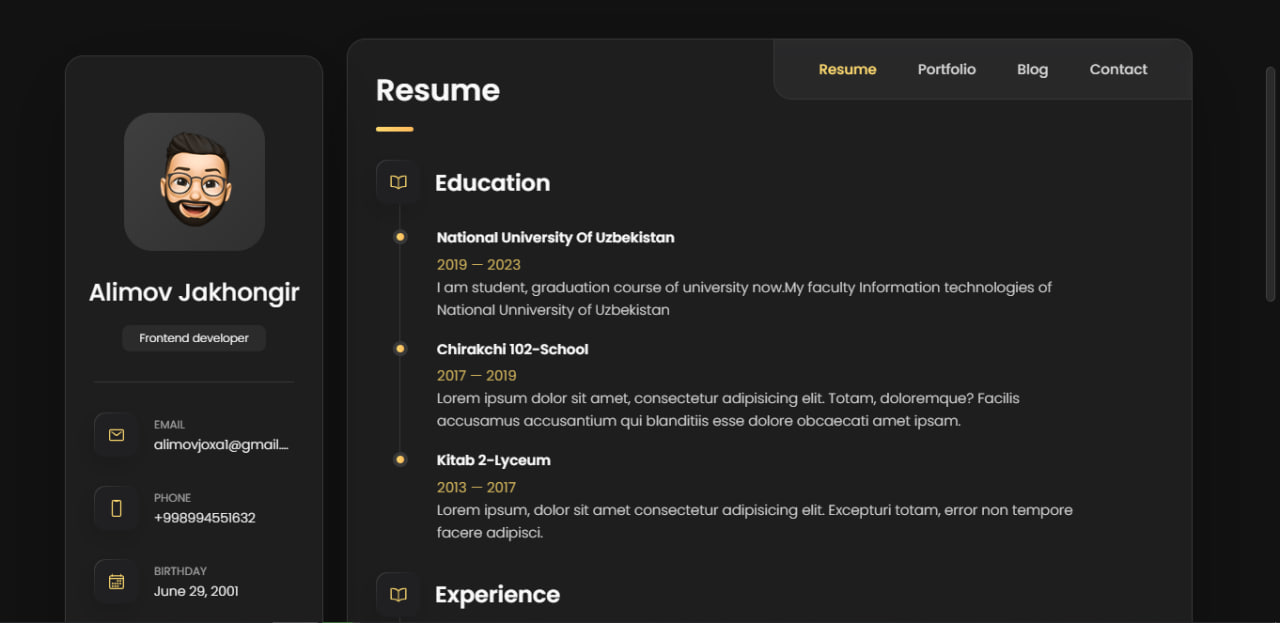 Alimov Jakhongir
Frontend developer
EMAIL
alimovjoxa1@gmail...
PHONE
+998994551632
BIRTHDAY
June 29, 2001
Resume
Portfolio
Blog
Contact
Resume
Education
National University Of Uzbekistan
2019 — 2023
I am student, graduation course of university now.My faculty Information technologies of
National Unniversity of Uzbekistan
Chirakchi 102-School
2017 — 2019
Lorem ipsum dolor sit amet, consectetur adipisicing elit. Totam, doloremque? Facilis
accusamus accusantium qui blanditiis esse dolore obcaecati amet ipsam.
Kitab 2-Lyceum
2013 — 2017
Lorem ipsum, dolor sit amet consectetur adipisicing elit. Excepturi totam, error non tempore
facere adipisci.
Experience